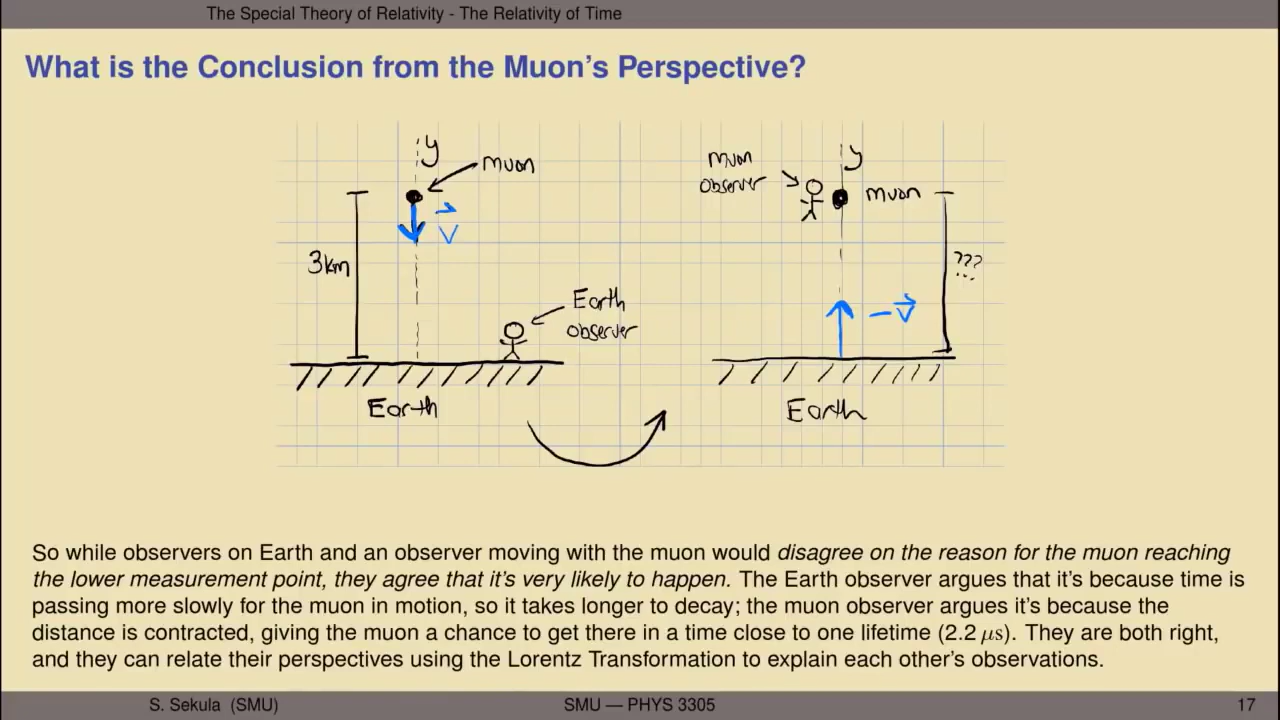 The Special Theory of Relativity - The Relativity of Time
What is the Conclusion from the Muon's Perspective?
y
muon
V
3km
Earth
observer
Earth
muon
observer
y
muon
???
-V
Earth
So while observers on Earth and an observer moving with the muon would disagree on the reason for the muon reaching
the lower measurement point, they agree that it's very likely to happen. The Earth observer argues that it's because time is
passing more slowly for the muon in motion, so it takes longer to decay; the muon observer argues it's because the
distance is contracted, giving the muon a chance to get there in a time close to one lifetime (2.2 μs). They are both right,
and they can relate their perspectives using the Lorentz Transformation to explain each other's observations.
S. Sekula (SMU)
SMU — PHYS 3305
17